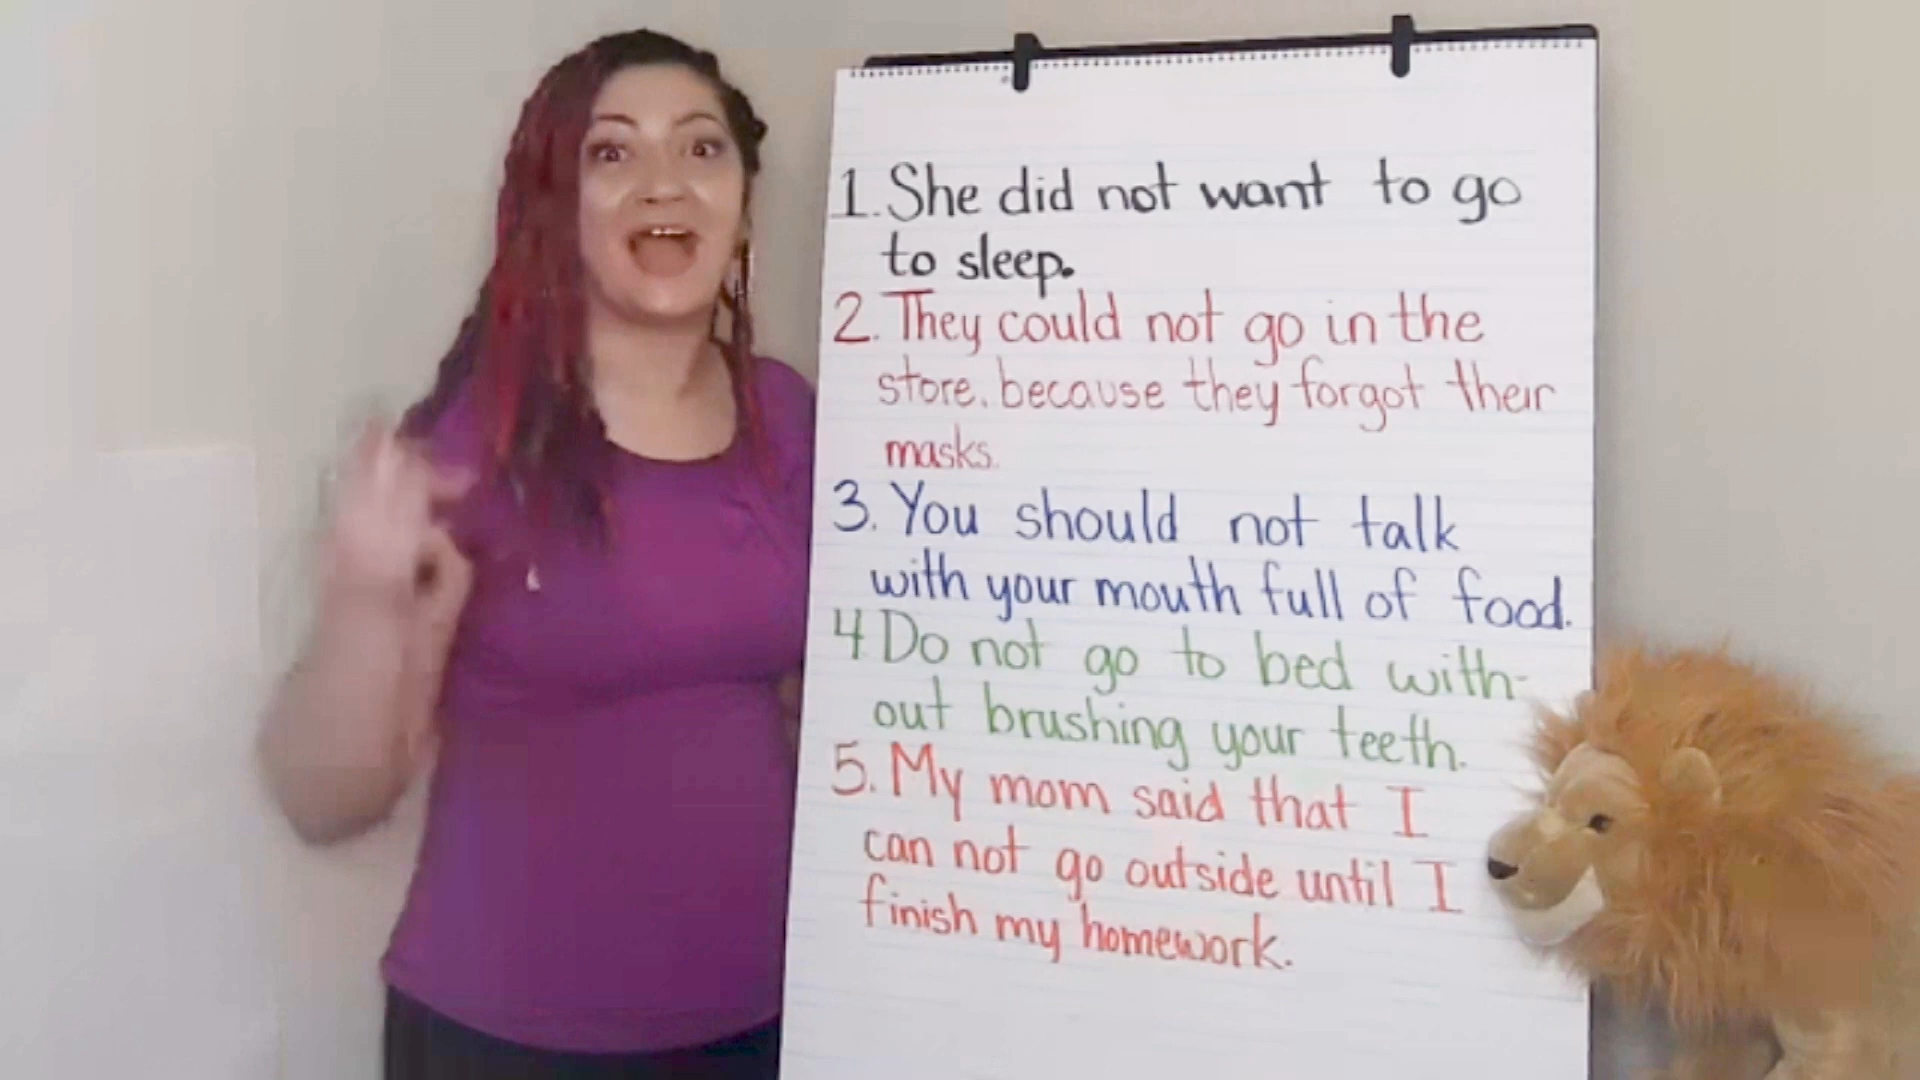 1. She did not want to go
to sleep.
2. They could not go in the
store. because they forgot their
masks.
3. You should not talk
with your mouth full of food.
4 Do not go to bed with-
out brushing your teeth.
5. My mom said that I
can not go outside until I
finish my homework.